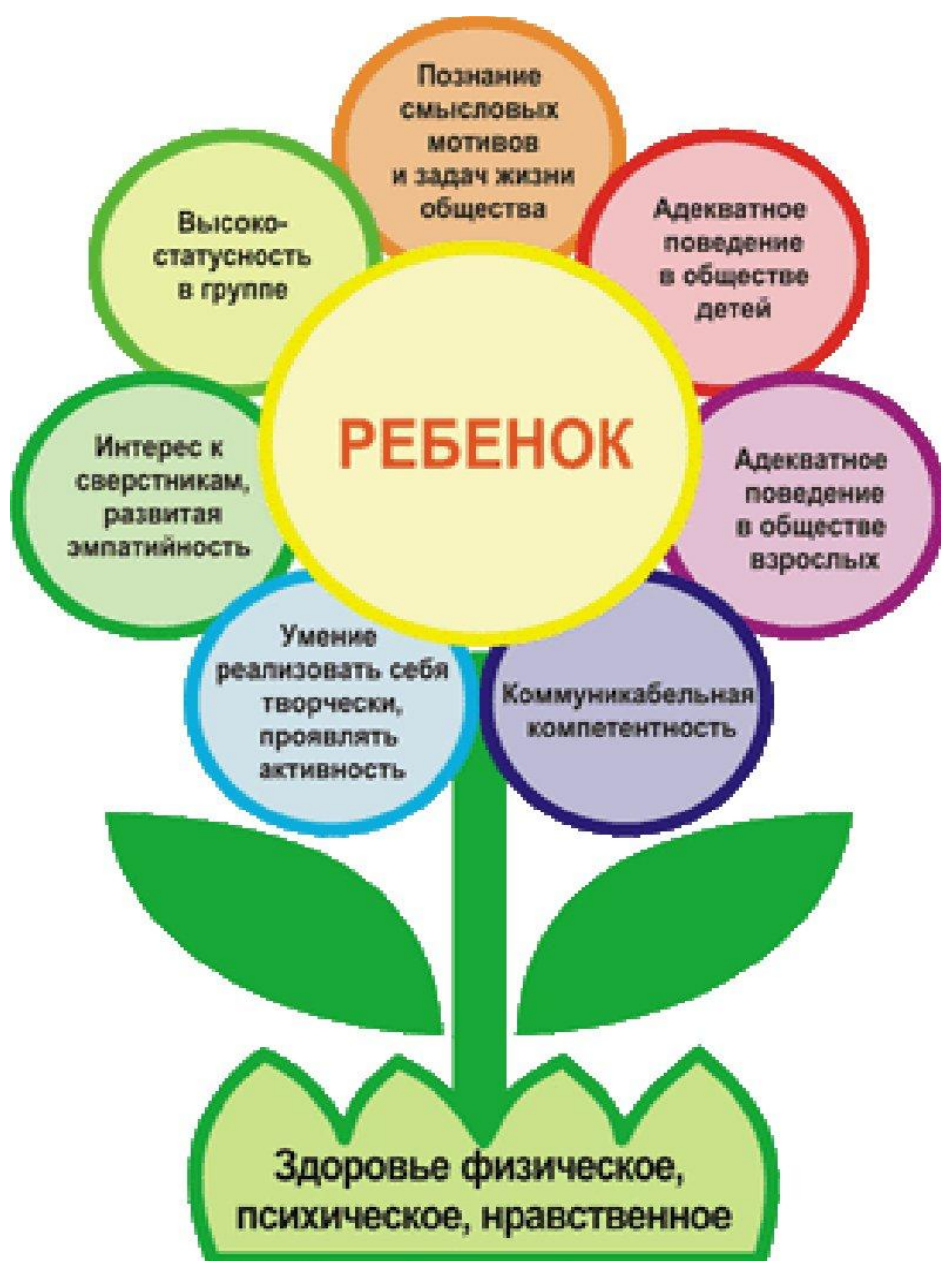 Познание
смысловых
мотивов
и задач жизни
общества
Высоко-
статусность
в группе
Адекватное
поведение
в обществе
детей
РЕБЕНОК
Интерес к
сверстникам,
развитая
эмпатийность
Адекватное
поведение
в обществе
взрослых
Умение
реализовать себя
творчески,
проявлять
активность
Коммуникабельная
компетентность
Здоровье физическое,
психическое, нравственное